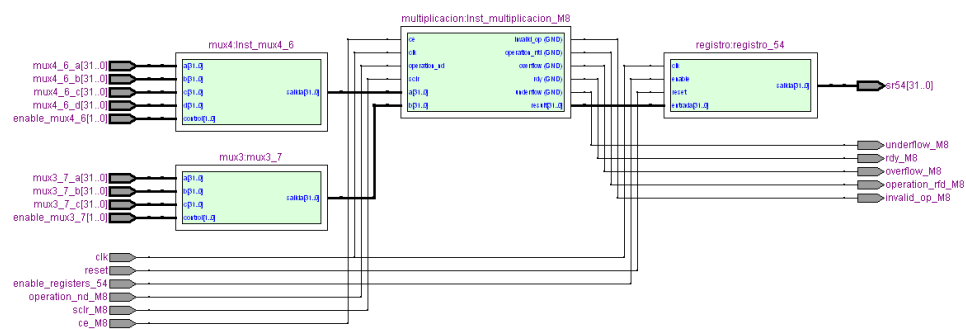 multiplicacion:Inst_multiplicacion_M8
mux4:Inst_mux4_6
registro:registro_54
ce
clk
operation_nd
sclr
a[31..0]
b[31..0]
invalid_op (GND)
operation_rfd (GND)
overflow (GND)
rdy (GND)
underflow (GND)
result[31..0]
mux4_6_a[31..0]
mux4_6_b[31..0]
mux4_6_c[31..0]
mux4_6_d[31..0]
enable_mux4_6[1..0]
a[31..0]
b[31..0]
c[31..0]
d[31..0]
control[1..0]
salida[31..0]
clk
enable
reset
entrada[31..0]
salida[31..0]
sr54[31..0]
mux3:mux3_7
mux3_7_a[31..0]
mux3_7_b[31..0]
mux3_7_c[31..0]
enable_mux3_7[1..0]
a[31..0]
b[31..0]
c[31..0]
control[1..0]
salida[31..0]
underflow_M8
rdy_M8
overflow_M8
operation_rfd_M8
invalid_op_M8
clk
reset
enable_registers_54
operation_nd_M8
sclr_M8
ce_M8